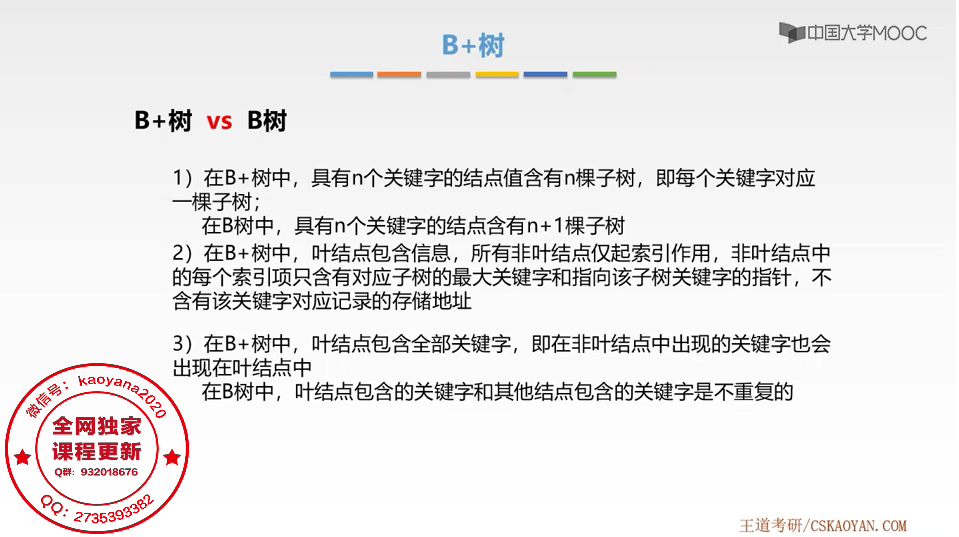 中国大学MOOC
B+树
B+树 vs B树
1）在B+树中，具有n个关键字的结点值含有n棵子树，即每个关键字对应
一棵子树；
在B树中，具有n个关键字的结点含有n+1棵子树
2）在B+树中，叶结点包含信息，所有非叶结点仅起索引作用，非叶结点中
的每个索引项只含有对应子树的最大关键字和指向该子树关键字的指针，不
含有该关键字对应记录的存储地址
3）在B+树中，叶结点包含全部关键字，即在非叶结点中出现的关键字也会
出现在叶结点中
在B树中，叶结点包含的关键字和其他结点包含的关键字是不重复的
微信号：kaoyana2020
全网独家
课程更新
Q群：932018676
QQ：2735393382
王道考研/CSKAOYAN.COM